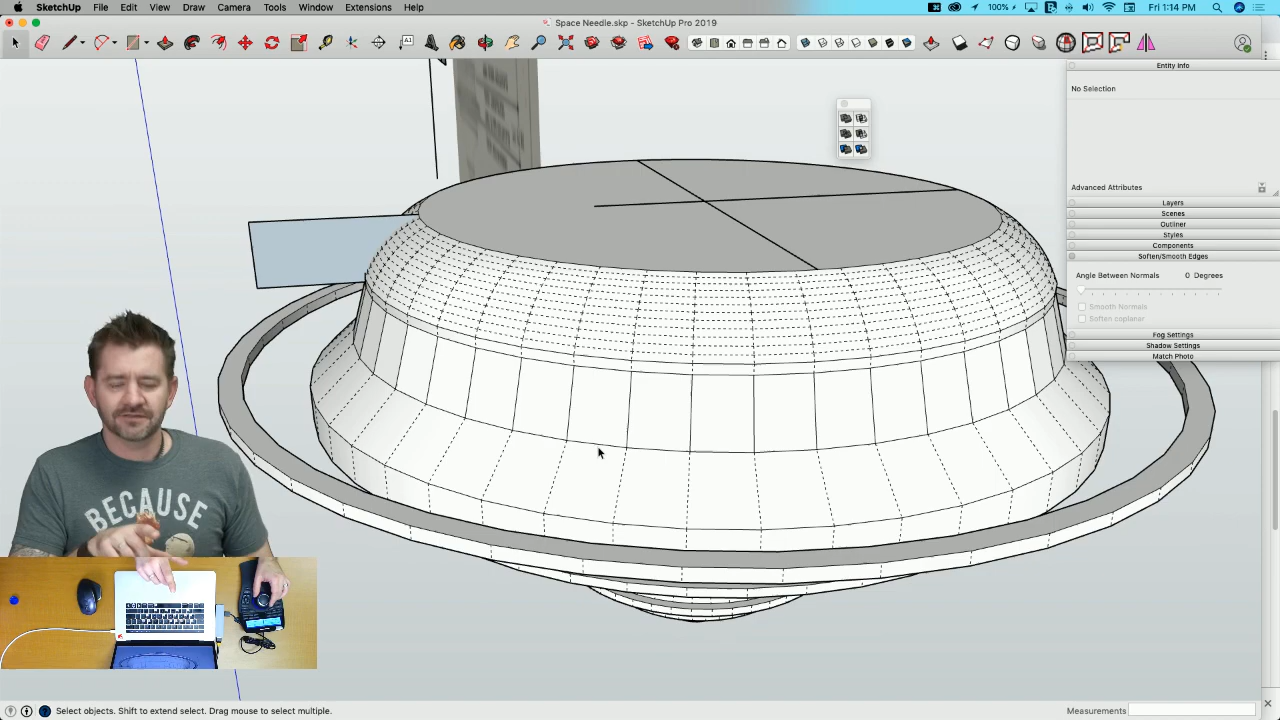 SketchUp File Edit View Draw Camera Tools Window Extensions Help
100% Fri 1:14 PM
Space Needle.skp - SketchUp Pro 2019
Entity Info
No Selection
Advanced Attributes
Layers
Scenes
Outliner
Styles
Components
Soften/Smooth Edges
Angle Between Normals 0 Degrees
Smooth Normals
Soften coplanar
Fog Settings
Shadow Settings
Match Photo
BECAUSE
Select objects. Shift to extend select. Drag mouse to select multiple.
Measurements